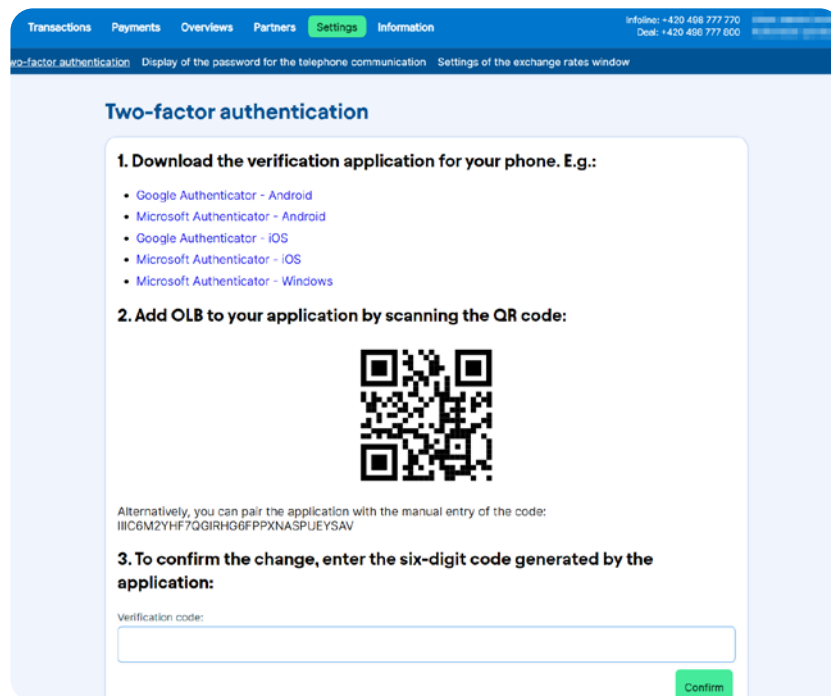 Transactions Payments Overviews Partners Settings Information
Infoline: +420 498 777 770
Deal: +420 498 777 800
wo-factor authentication Display of the password for the telephone communication Settings of the exchange rates window
Two-factor authentication
1. Download the verification application for your phone. E.g.:
• Google Authenticator - Android
• Microsoft Authenticator - Android
• Google Authenticator - iOS
• Microsoft Authenticator - iOS
• Microsoft Authenticator - Windows
2. Add OLB to your application by scanning the QR code:
Alternatively, you can pair the application with the manual entry of the code:
IIIC6M2YHF7QGIRHG6FPPXNASPUEYSAV
3. To confirm the change, enter the six-digit code generated by the
application:
Verification code:
Confirm